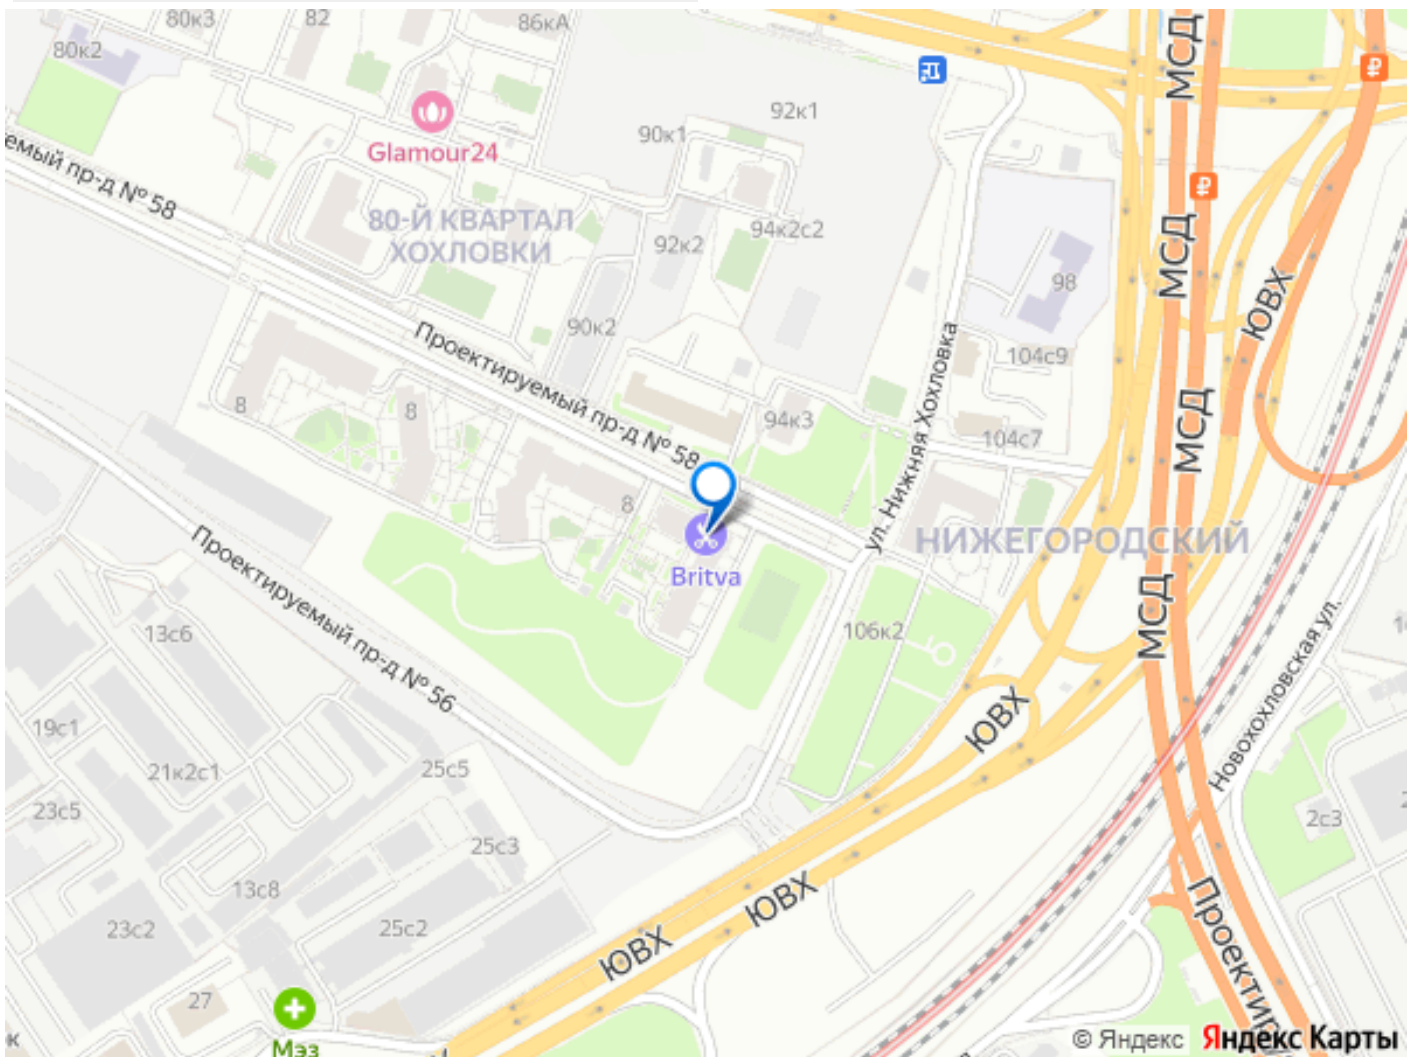 80к3
82
86кА
80к2
МСД
92к1
90к1
Glamour24
емый пр-д № 58
80-Й КВАРТАЛ
ХОХЛОВКИ
94к2с2
92к2
МСД
98
ЮВХ
90к2
Проектируемый пр-д № 58
ул. Нижняя Хохловка
104с9
8
8
94к3
МСД
104с7
8
НИЖЕГОРОДСКИЙ
Britva
Проектируемый пр-д № 56
МСД
13с6
106к2
Новохохловская ул.
19с1
ЮВХ
21к2с1
25с5
23с5
2с3
25с3
13с8
ЮВХ
Проектир
23с2
25с2
ЮВХ
27
Мэз
© Яндекс Яндекс Карты